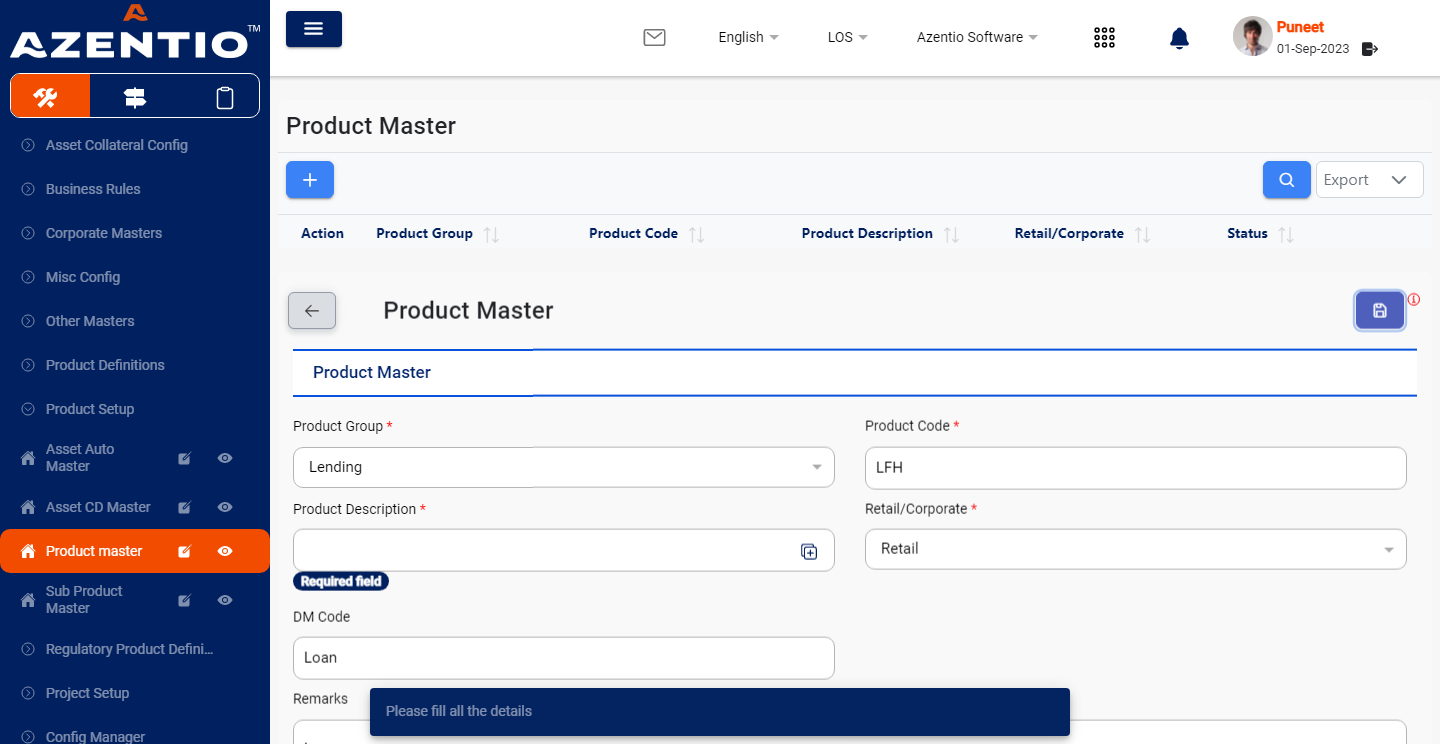 AZENTIO™
English
LOS
Azentio Software
Puneet
01-Sep-2023
Asset Collateral Config
Business Rules
Corporate Masters
Misc Config
Other Masters
Product Definitions
Product Setup
Asset Auto
Master
Asset CD Master
Product master
Sub Product
Master
Regulatory Product Defini...
Project Setup
Config Manager
Product Master
Export
Action Product Group Product Code Product Description Retail/Corporate Status
Product Master
Product Master
Product Group * Product Code *
Lending LFH
Product Description * Retail/Corporate *
Retail
Required field
DM Code
Loan
Remarks
Please fill all the details